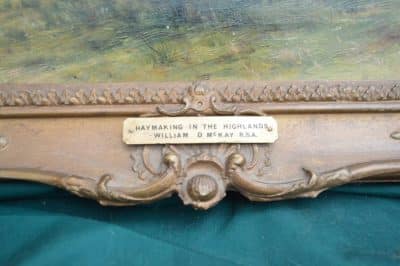 HAYMAKING IN THE HIGHLANDS
WILLIAM D McKAY R.S.A.